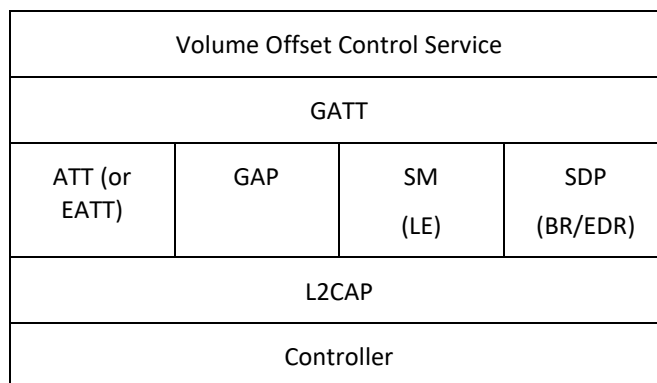 Volume Offset Control Service
GATT
ATT (or
EATT)
GAP
SM
(LE)
SDP
(BR/EDR)
L2CAP
Controller